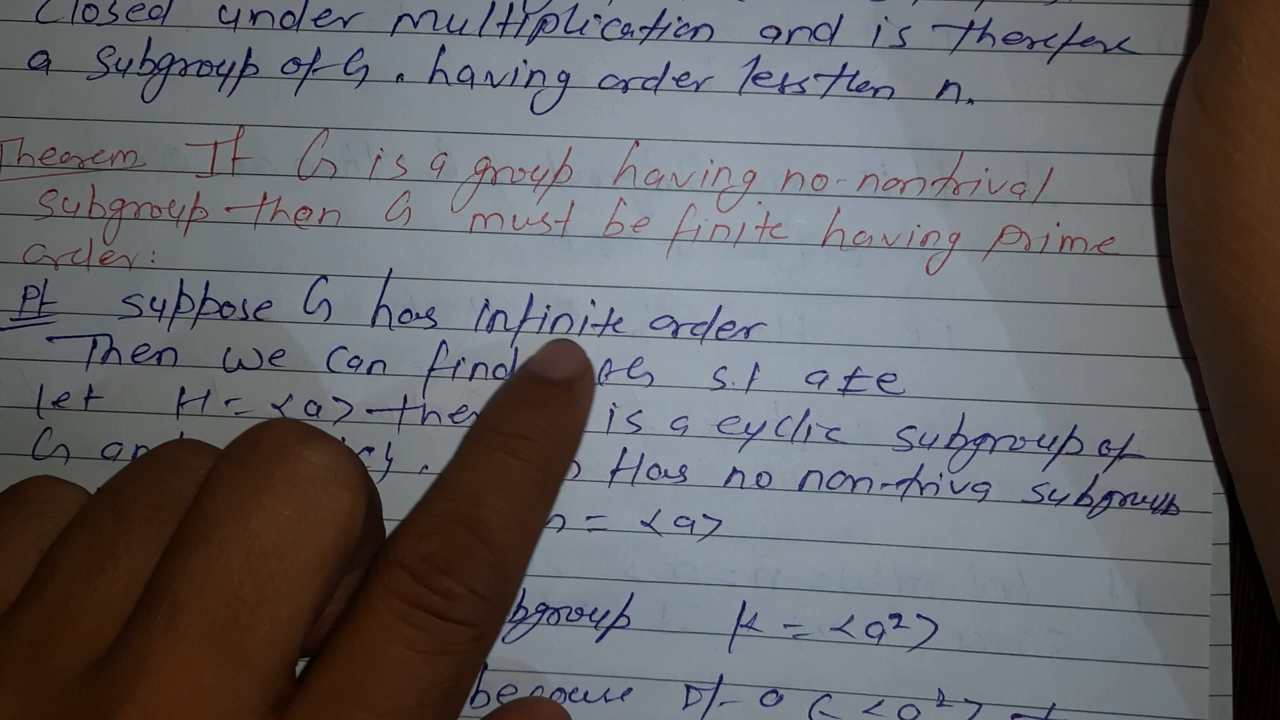 Closed under multiplication and is therefore
a subgroup of G. having order less then n.
Theorem If G is a group having no-nontrival
subgroup then G must be finite having prime
order:
Pf suppose G has infinite order
Then we can find s.t a≠e
let H = <a> then is a cyclic subgroup of
G Has no non-triva subgroup
= <a>
K = <a²>
because